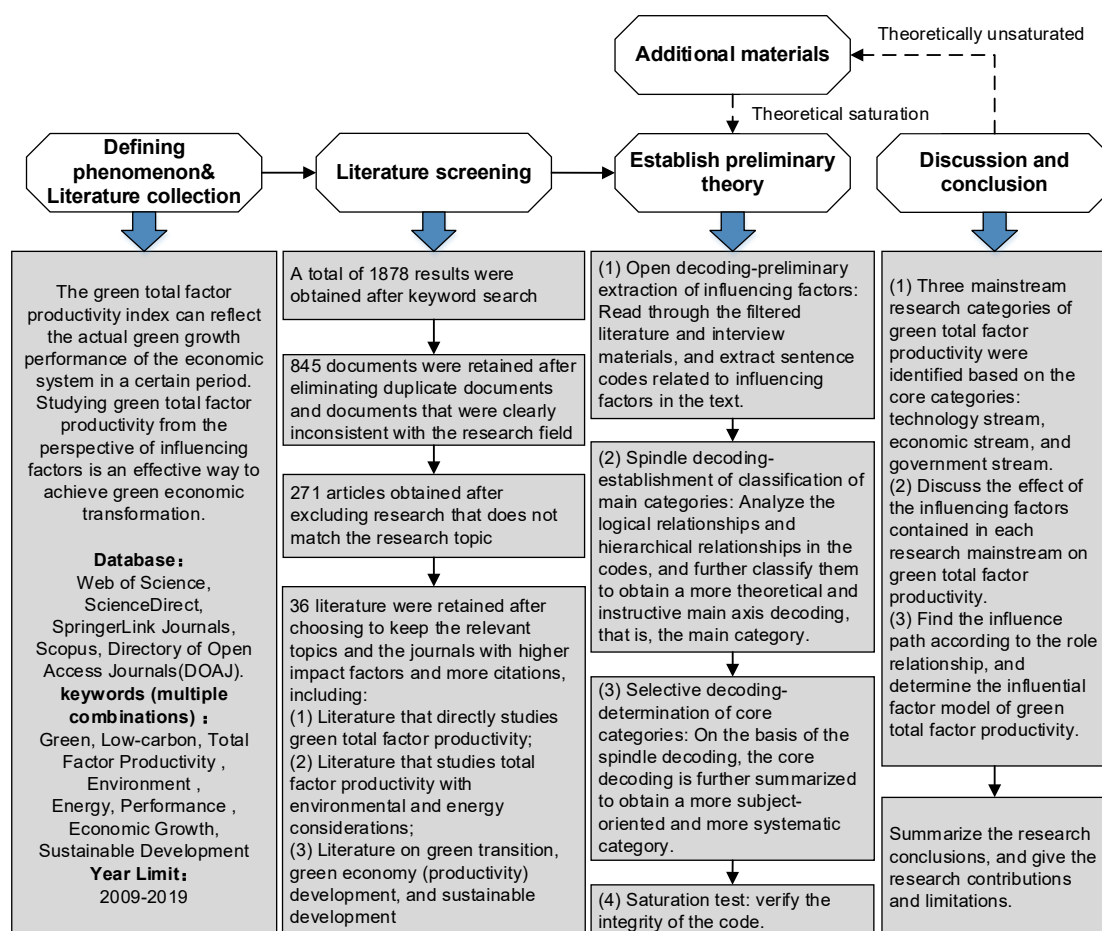 Theoretically unsaturated
Additional materials
Theoretical saturation
Defining
phenomenon&
Literature collection
Literature screening
Establish preliminary
theory
Discussion and
conclusion
The green total factor
productivity index can reflect
the actual green growth
performance of the economic
system in a certain period.
Studying green total factor
productivity from the
perspective of influencing
factors is an effective way to
achieve green economic
transformation.
Database：
Web of Science,
ScienceDirect,
SpringerLink Journals,
Scopus, Directory of Open
Access Journals(DOAJ).
keywords (multiple
combinations) ：
Green, Low-carbon, Total
Factor Productivity ,
Environment ,
Energy, Performance ,
Economic Growth,
Sustainable Development
Year Limit：
2009-2019
A total of 1878 results were
obtained after keyword search
845 documents were retained after
eliminating duplicate documents
and documents that were clearly
inconsistent with the research field
271 articles obtained after
excluding research that does not
match the research topic
36 literature were retained after
choosing to keep the relevant
topics and the journals with higher
impact factors and more citations,
including:
(1) Literature that directly studies
green total factor productivity;
(2) Literature that studies total
factor productivity with
environmental and energy
considerations;
(3) Literature on green transition,
green economy (productivity)
development, and sustainable
development
(1) Open decoding-preliminary
extraction of influencing factors:
Read through the filtered
literature and interview
materials, and extract sentence
codes related to influencing
factors in the text.
(2) Spindle decoding-
establishment of classification of
main categories: Analyze the
logical relationships and
hierarchical relationships in the
codes, and further classify them
to obtain a more theoretical and
instructive main axis decoding,
that is, the main category.
(3) Selective decoding-
determination of core
categories: On the basis of the
spindle decoding, the core
decoding is further summarized
to obtain a more subject-
oriented and more systematic
category.
(4) Saturation test: verify the
integrity of the code.
(1) Three mainstream
research categories of
green total factor
productivity were
identified based on the
core categories:
technology stream,
economic stream, and
government stream.
(2) Discuss the effect of
the influencing factors
contained in each
research mainstream on
green total factor
productivity.
(3) Find the influence
path according to the role
relationship, and
determine the influential
factor model of green
total factor productivity.
Summarize the research
conclusions, and give the
research contributions
and limitations.